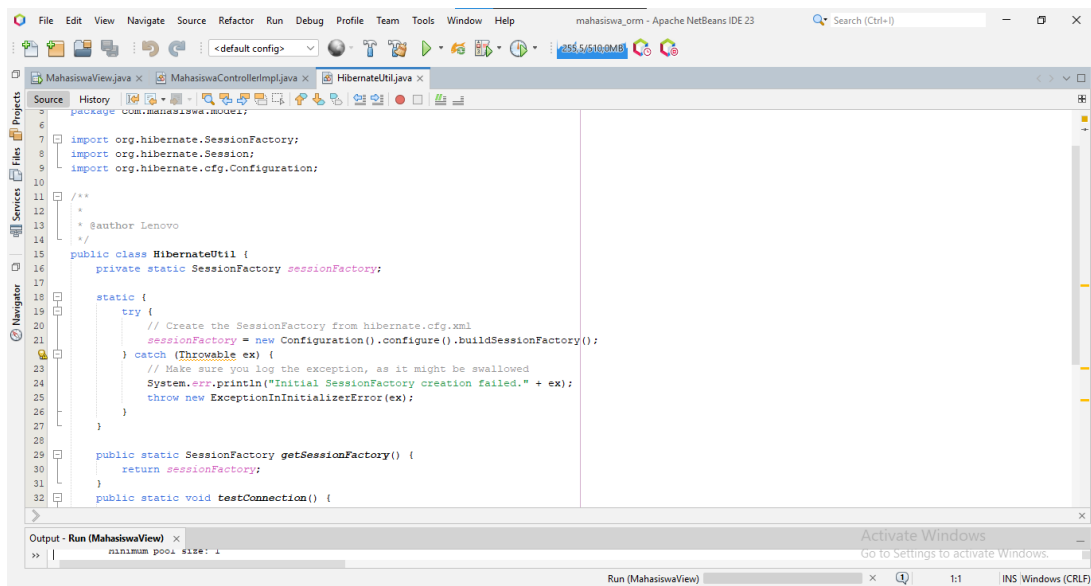 File Edit View Navigate Source Refactor Run Debug Profile Team Tools Window Help mahasiswa_orm - Apache NetBeans IDE 23 Search (Ctrl+I)
<default config> 255.5/510.0MB
MahasiswaView.java × MahasiswaControllerImpl.java × HibernateUtil.java ×
Source History
Projects
Files
Services
Navigator
5 package com.mahasiswa.model;
6
7 import org.hibernate.SessionFactory;
8 import org.hibernate.Session;
9 import org.hibernate.cfg.Configuration;
10
11 /**
12 *
13 * @author Lenovo
14 */
15 public class HibernateUtil {
16 private static SessionFactory sessionFactory;
17
18 static {
19 try {
20 // Create the SessionFactory from hibernate.cfg.xml
21 sessionFactory = new Configuration().configure().buildSessionFactory();
} catch (Throwable ex) {
23 // Make sure you log the exception, as it might be swallowed
24 System.err.println("Initial SessionFactory creation failed." + ex);
25 throw new ExceptionInInitializerError(ex);
26 }
27 }
28
29 public static SessionFactory getSessionFactory() {
30 return sessionFactory;
31 }
32 public static void testConnection() {
Output - Run (MahasiswaView) ×
Minimum pool size: 1
Activate Windows
Go to Settings to activate Windows.
Run (MahasiswaView) 1 1:1 INS Windows (CRLF)